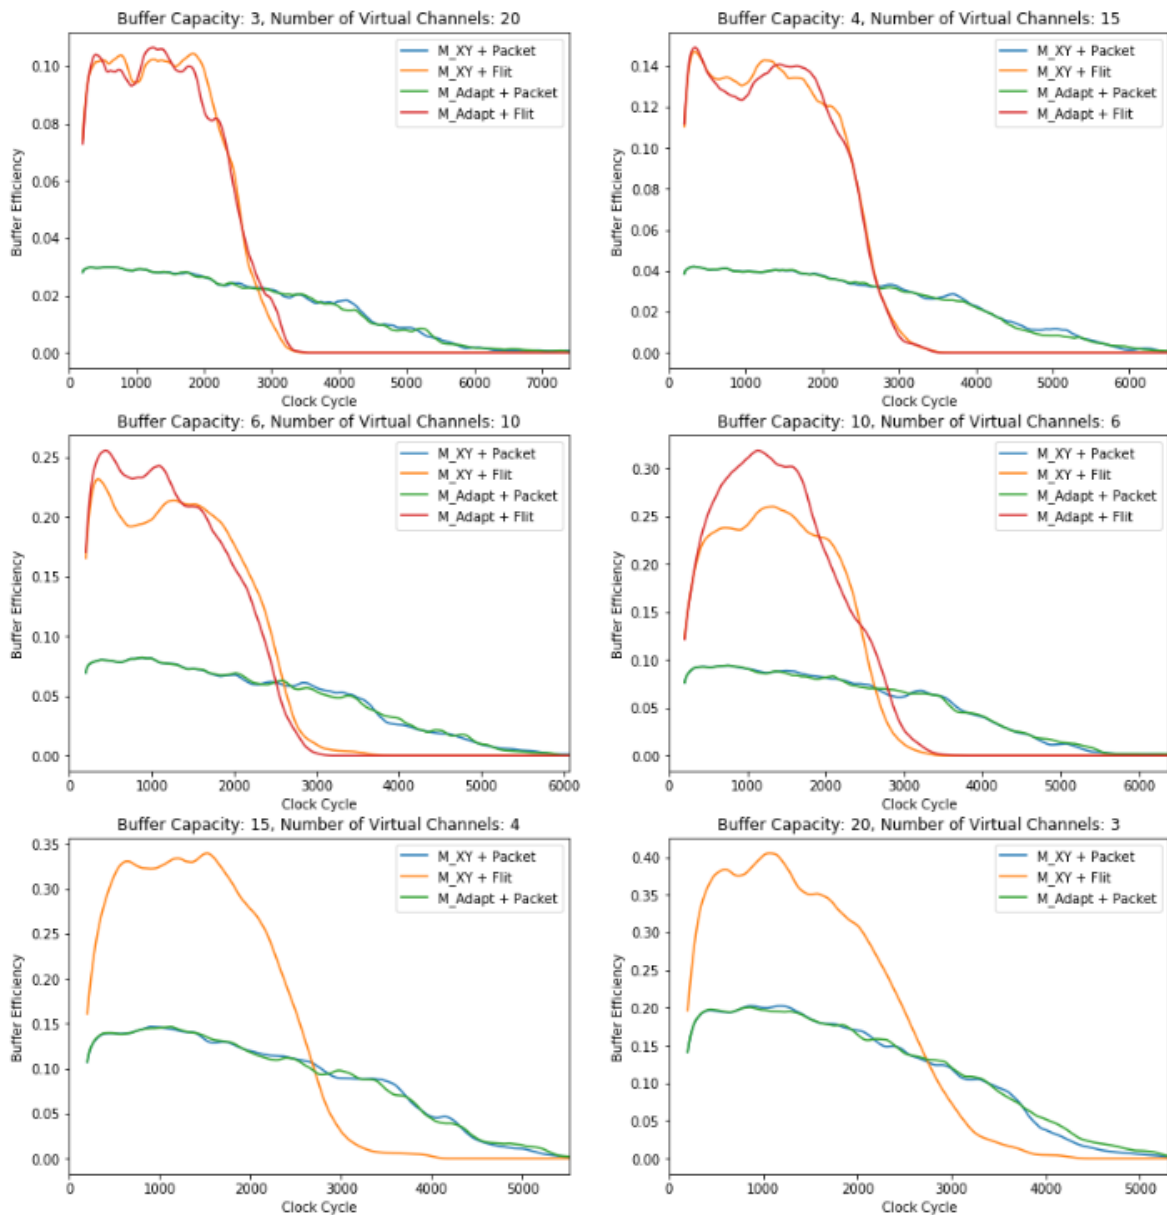 Buffer Capacity: 3, Number of Virtual Channels: 20
Buffer Efficiency
0.10
0.08
0.06
0.04
0.02
0.00
M_XY + Packet
M_XY + Flit
M_Adapt + Packet
M_Adapt + Flit
0 1000 2000 3000 4000 5000 6000 7000
Clock Cycle
Buffer Capacity: 4, Number of Virtual Channels: 15
Buffer Efficiency
0.14
0.12
0.10
0.08
0.06
0.04
0.02
0.00
M_XY + Packet
M_XY + Flit
M_Adapt + Packet
M_Adapt + Flit
0 1000 2000 3000 4000 5000 6000
Clock Cycle
Buffer Capacity: 6, Number of Virtual Channels: 10
Buffer Efficiency
0.25
0.20
0.15
0.10
0.05
0.00
M_XY + Packet
M_XY + Flit
M_Adapt + Packet
M_Adapt + Flit
0 1000 2000 3000 4000 5000 6000
Clock Cycle
Buffer Capacity: 10, Number of Virtual Channels: 6
Buffer Efficiency
0.30
0.25
0.20
0.15
0.10
0.05
0.00
M_XY + Packet
M_XY + Flit
M_Adapt + Packet
M_Adapt + Flit
0 1000 2000 3000 4000 5000 6000
Clock Cycle
Buffer Capacity: 15, Number of Virtual Channels: 4
Buffer Efficiency
0.35
0.30
0.25
0.20
0.15
0.10
0.05
0.00
M_XY + Packet
M_XY + Flit
M_Adapt + Packet
0 1000 2000 3000 4000 5000
Clock Cycle
Buffer Capacity: 20, Number of Virtual Channels: 3
Buffer Efficiency
0.40
0.35
0.30
0.25
0.20
0.15
0.10
0.05
0.00
M_XY + Packet
M_XY + Flit
M_Adapt + Packet
0 1000 2000 3000 4000 5000
Clock Cycle